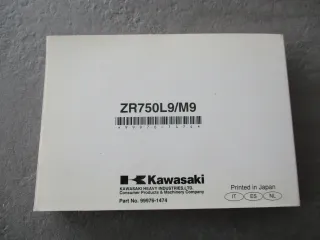 ZR750L9/M9
Kawasaki
KAWASAKI HEAVY INDUSTRIES,LTD.
Consumer Products & Machinery Company
Part No. 99976-1474
Printed in Japan
IT ES NL